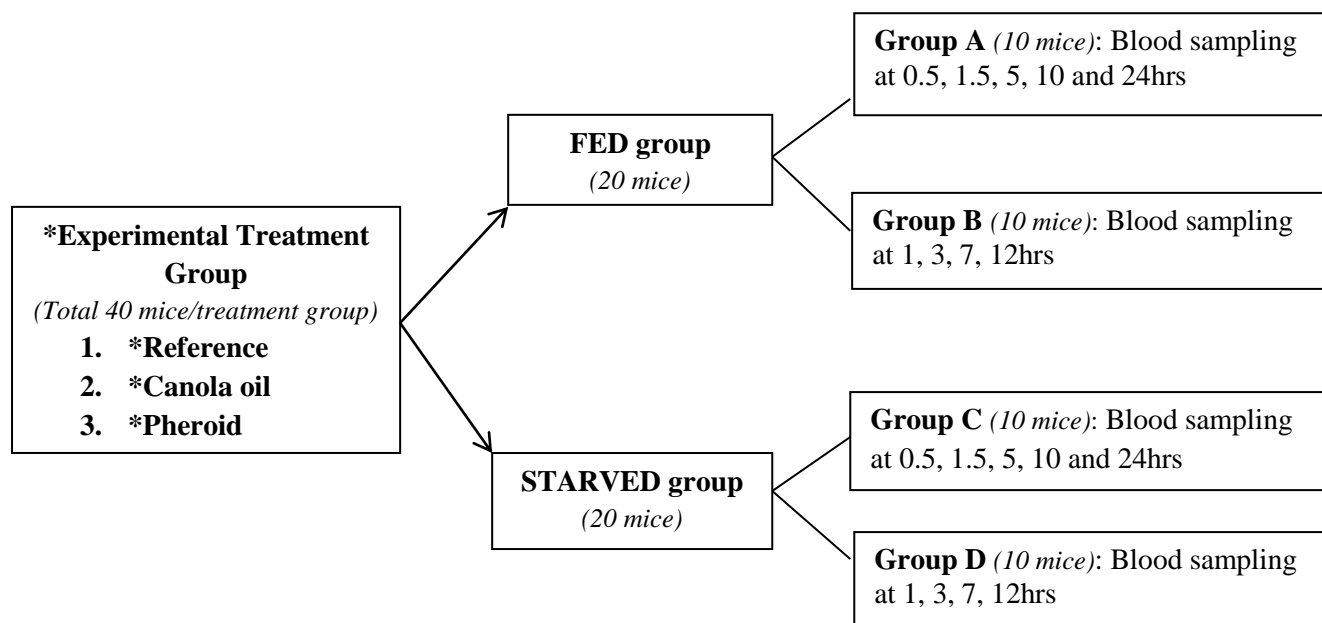 *Experimental Treatment
Group
(Total 40 mice/treatment group)
1. *Reference
2. *Canola oil
3. *Pheroid
FED group
(20 mice)
STARVED group
(20 mice)
Group A (10 mice): Blood sampling
at 0.5, 1.5, 5, 10 and 24hrs
Group B (10 mice): Blood sampling
at 1, 3, 7, 12hrs
Group C (10 mice): Blood sampling
at 0.5, 1.5, 5, 10 and 24hrs
Group D (10 mice): Blood sampling
at 1, 3, 7, 12hrs